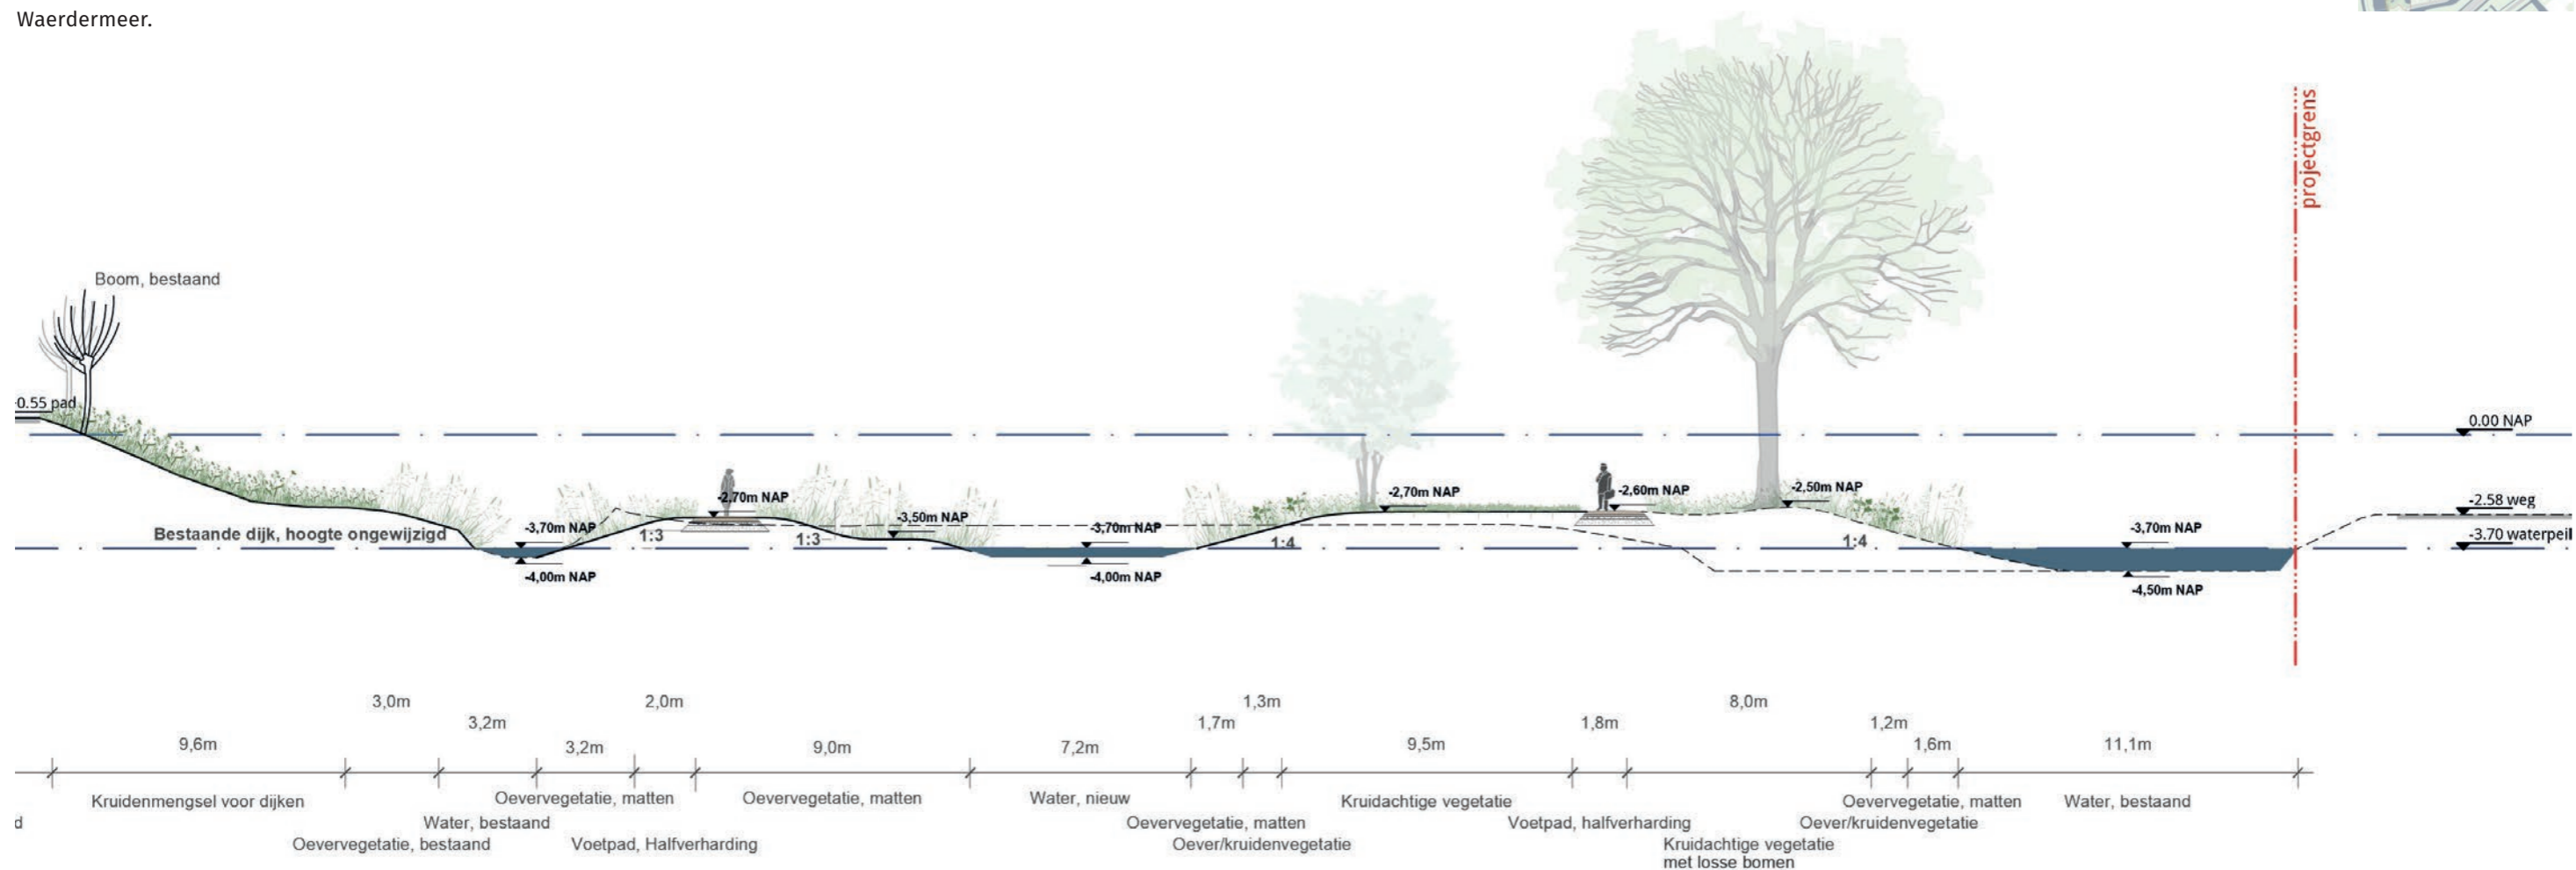 Waerdermeer.
projectgrens
Boom, bestaand
0.55 pad
0.00 NAP
-2,70m NAP
-2,70m NAP
-2,60m NAP
-2,50m NAP
-2.58 weg
-3,50m NAP
Bestaande dijk, hoogte ongewijzigd
-3,70m NAP
1:3
1:3
-3,70m NAP
1:4
1:4
-3,70m NAP
-3.70 waterpeil
-4,00m NAP
-4,00m NAP
-4,50m NAP
3,0m
2,0m
1,3m
8,0m
3,2m
1,7m
1,8m
1,2m
9,6m
3,2m
9,0m
7,2m
9,5m
1,6m
11,1m
Kruidenmengsel voor dijken
Oevervegetatie, matten
Oevervegetatie, matten
Water, nieuw
Kruidachtige vegetatie
Oevervegetatie, matten
Water, bestaand
d
Water, bestaand
Oevervegetatie, matten
Voetpad, halfverharding
Oever/kruidenvegetatie
Oevervegetatie, bestaand
Voetpad, Halfverharding
Oever/kruidenvegetatie
Kruidachtige vegetatie
met losse bomen